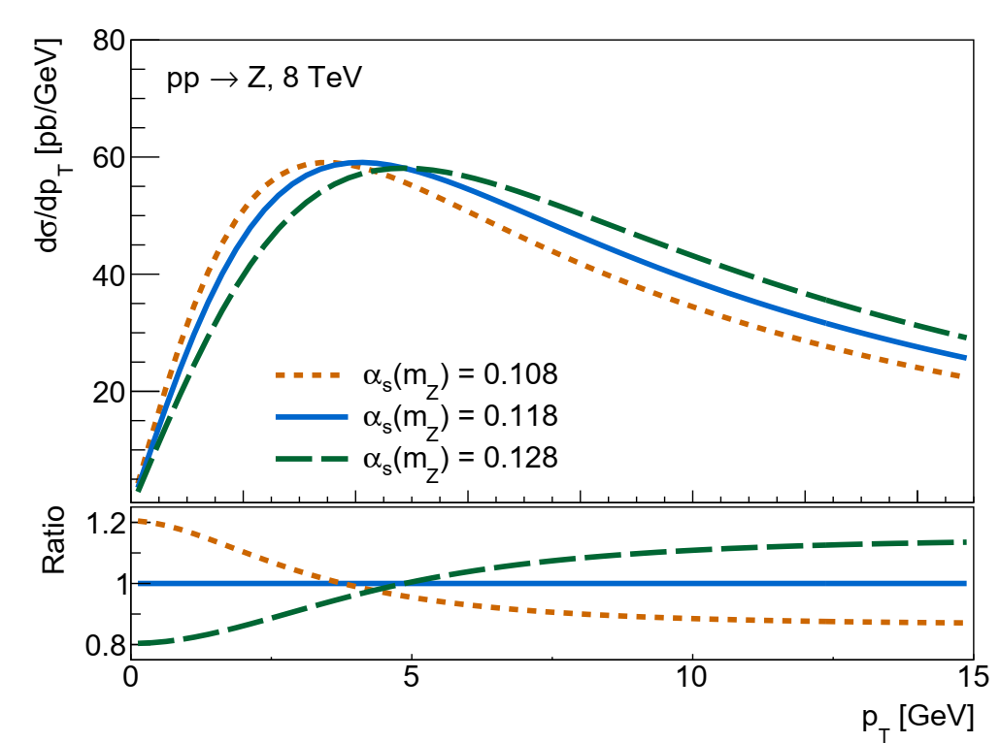 80
dσ/dp_T [pb/GeV]
pp → Z, 8 TeV
60
40
20
α_s(m_Z) = 0.108
α_s(m_Z) = 0.118
α_s(m_Z) = 0.128
Ratio
1.2
1
0.8
0 5 10 15
p_T [GeV]